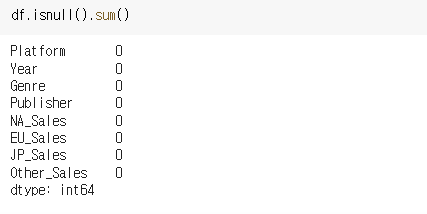 df.isnull().sum()
Platform 0
Year 0
Genre 0
Publisher 0
NA_Sales 0
EU_Sales 0
JP_Sales 0
Other_Sales 0
dtype: int64